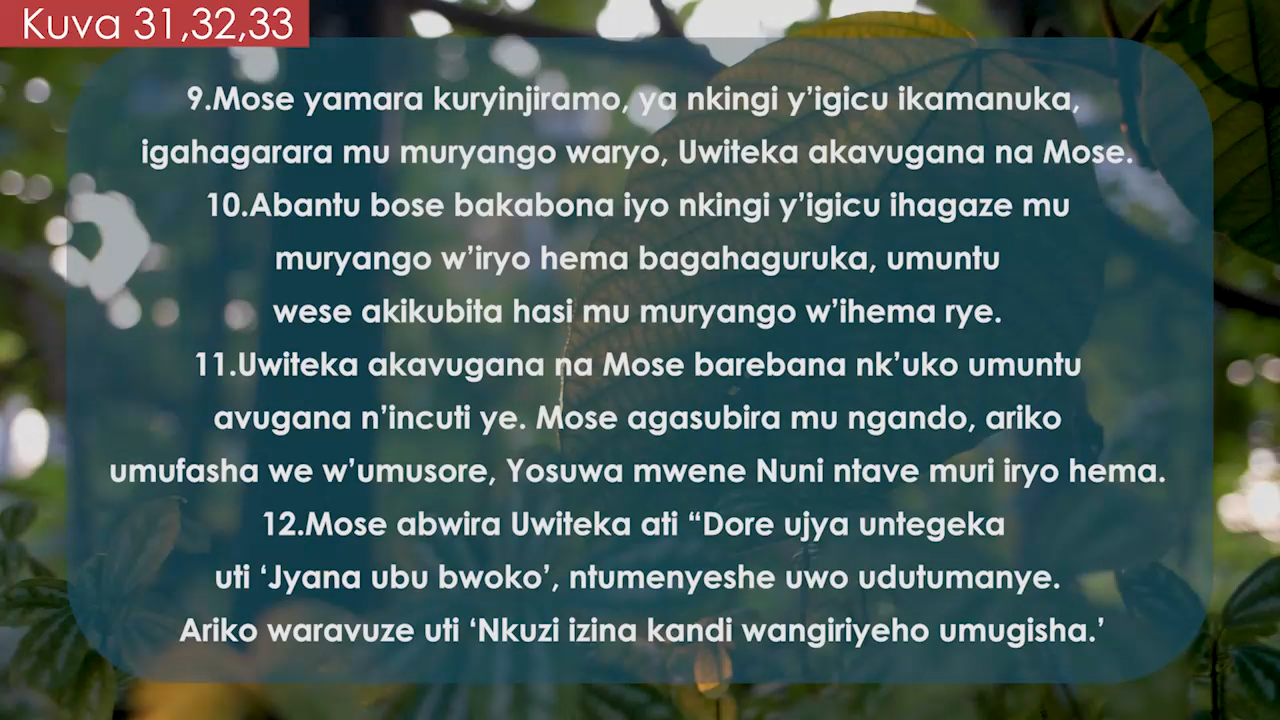 Kuva 31,32,33
9.Mose yamara kuryinjiramo, ya nkingi y’igicu ikamanuka,
igahagarara mu muryango waryo, Uwiteka akavugana na Mose.
10.Abantu bose bakabona iyo nkingi y’igicu ihagaze mu
muryango w’iryo hema bagahaguruka, umuntu
wese akikubita hasi mu muryango w’ihema rye.
11.Uwiteka akavugana na Mose barebana nk’uko umuntu
avugana n’incuti ye. Mose agasubira mu ngando, ariko
umufasha we w’umusore, Yosuwa mwene Nuni ntave muri iryo hema.
12.Mose abwira Uwiteka ati “Dore ujya untegeka
uti ‘Jyana ubu bwoko’, ntumenyeshe uwo udutumanye.
Ariko waravuze uti ‘Nkuzi izina kandi wangiriyeho umugisha.’